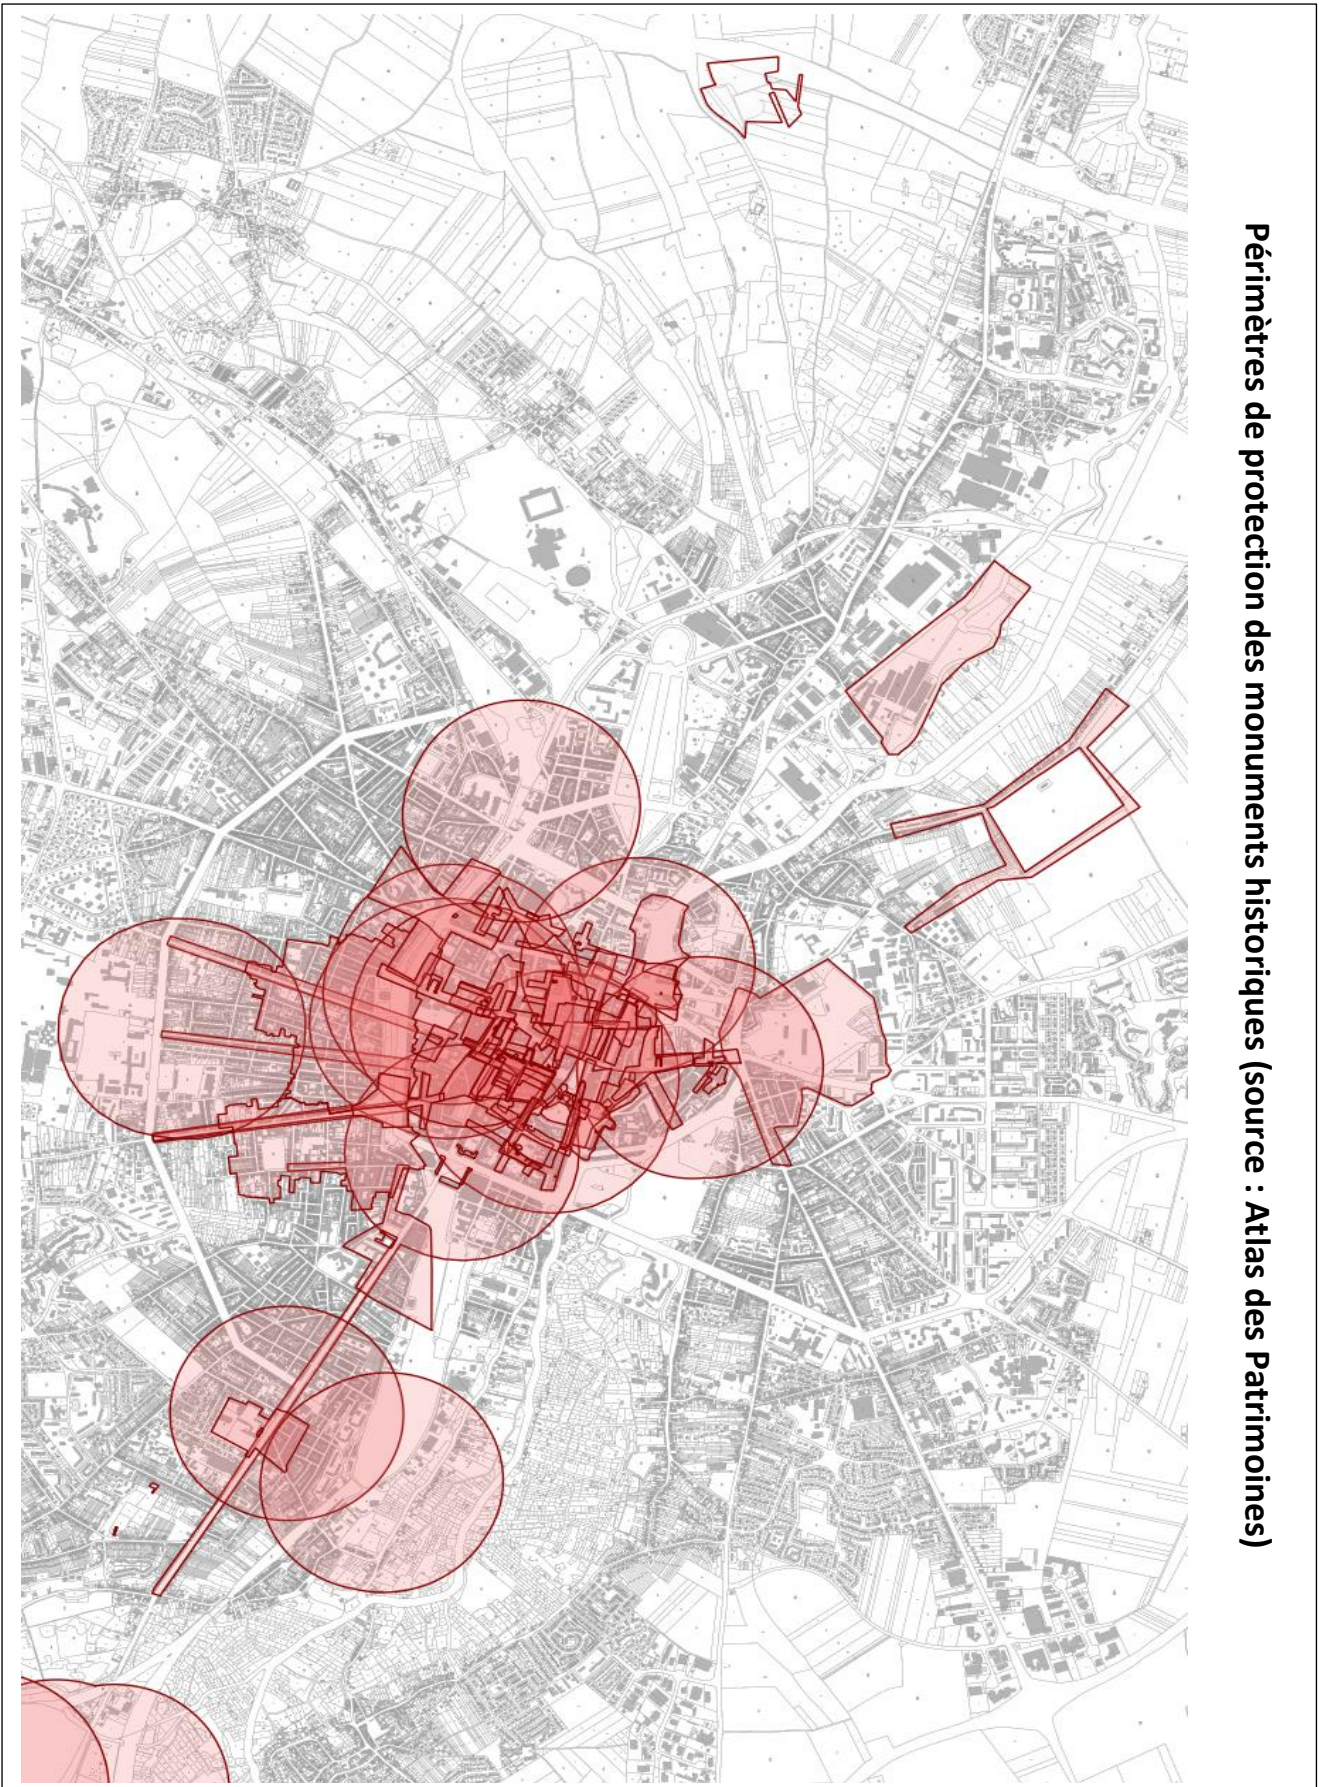 Périmètres de protection des monuments historiques (source : Atlas des Patrimoines)